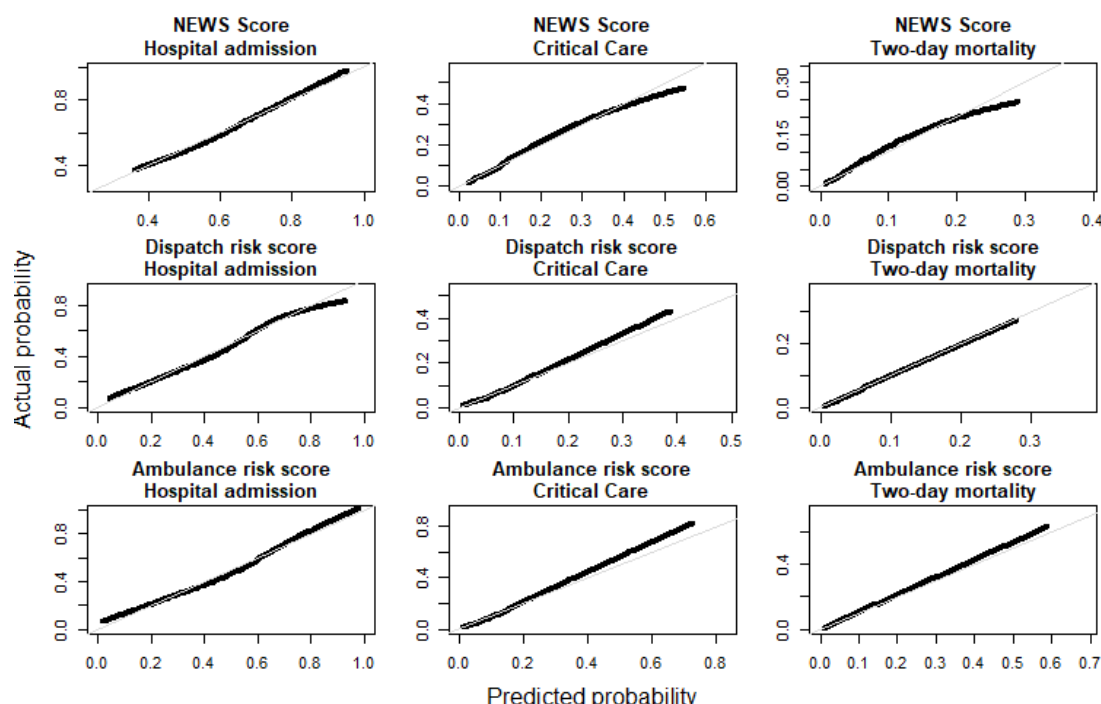 NEWS Score
Hospital admission
NEWS Score
Critical Care
NEWS Score
Two-day mortality
0.4 0.8
0.4 0.6 0.8 1.0
0.0 0.2 0.4
0.0 0.1 0.2 0.3 0.4 0.5 0.6
0.00 0.15 0.30
0.0 0.1 0.2 0.3 0.4
Actual probability
Dispatch risk score
Hospital admission
Dispatch risk score
Critical Care
Dispatch risk score
Two-day mortality
0.0 0.4 0.8
0.0 0.2 0.4 0.6 0.8 1.0
0.0 0.2 0.4
0.0 0.1 0.2 0.3 0.4 0.5
0.0 0.2
0.0 0.1 0.2 0.3
Ambulance risk score
Hospital admission
Ambulance risk score
Critical Care
Ambulance risk score
Two-day mortality
0.0 0.4 0.8
0.0 0.2 0.4 0.6 0.8 1.0
0.0 0.4 0.8
0.0 0.2 0.4 0.6 0.8
0.0 0.4
0.0 0.1 0.2 0.3 0.4 0.5 0.6 0.7
Predicted probability